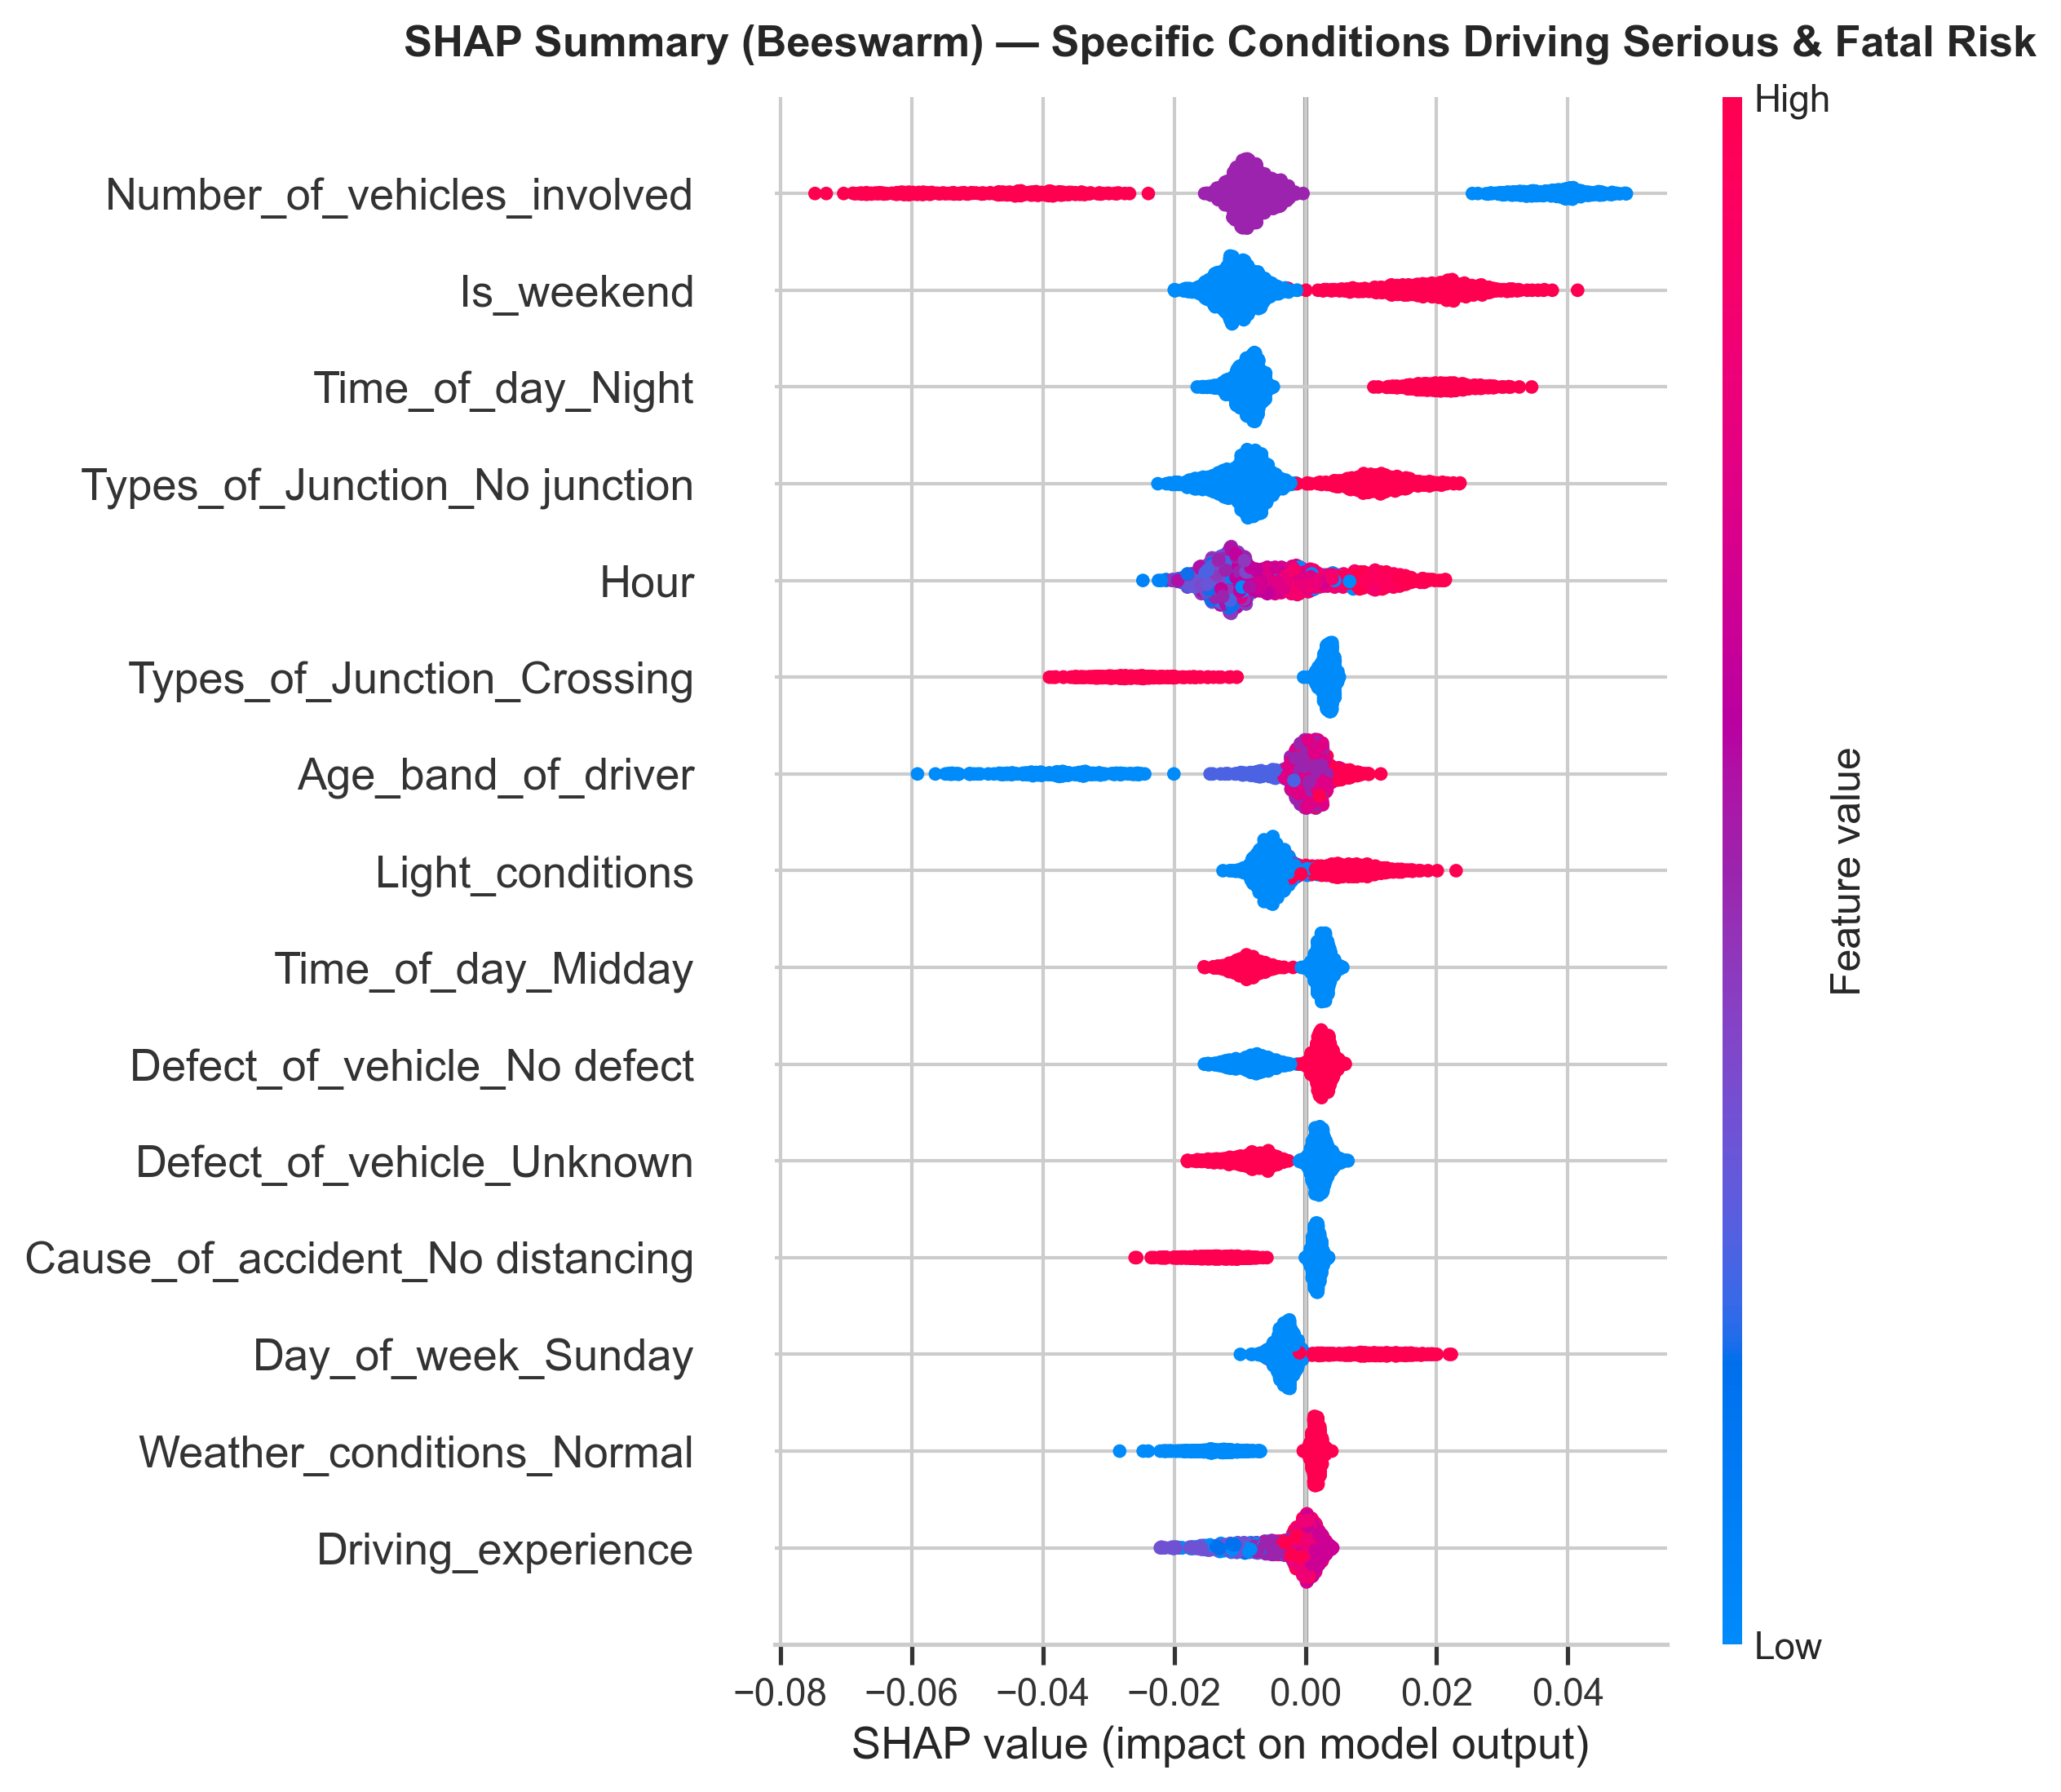 SHAP Summary (Beeswarm) — Specific Conditions Driving Serious & Fatal Risk
High
Number_of_vehicles_involved
Is_weekend
Time_of_day_Night
Types_of_Junction_No junction
Hour
Types_of_Junction_Crossing
Age_band_of_driver
Light_conditions
Time_of_day_Midday
Defect_of_vehicle_No defect
Defect_of_vehicle_Unknown
Cause_of_accident_No distancing
Day_of_week_Sunday
Weather_conditions_Normal
Driving_experience
Feature value
Low
−0.08 −0.06 −0.04 −0.02 0.00 0.02 0.04
SHAP value (impact on model output)